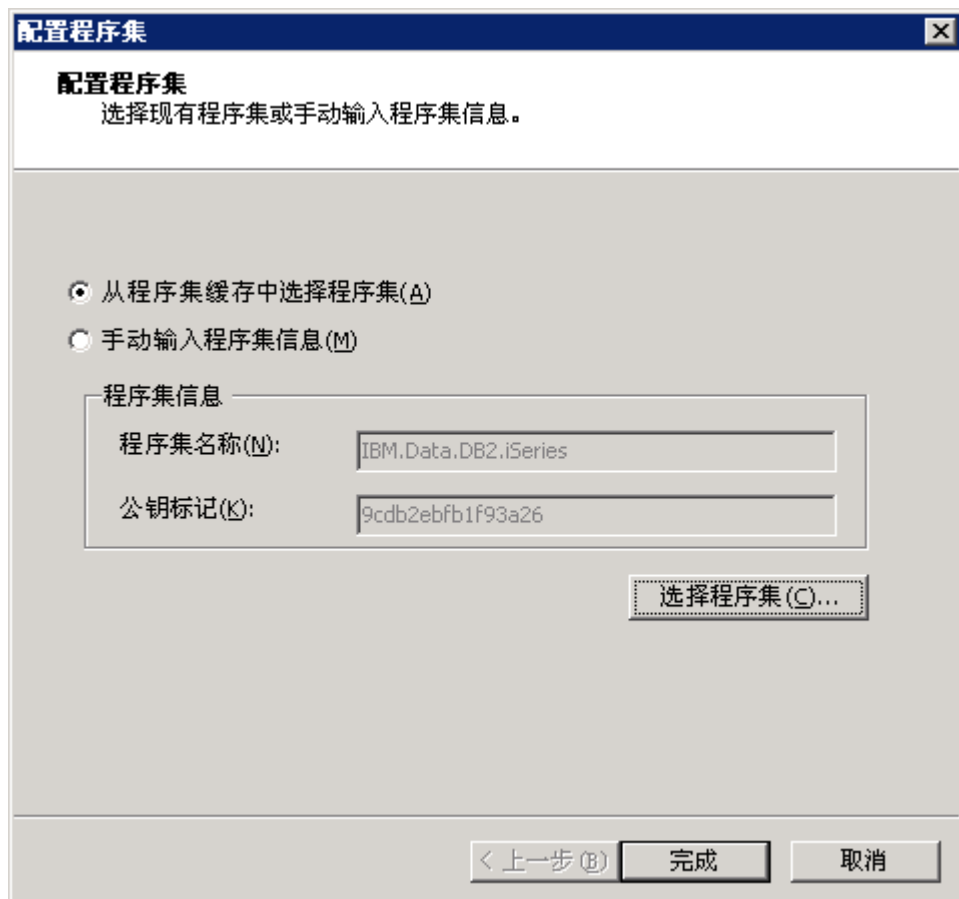 配置程序集
配置程序集
选择现有程序集或手动输入程序集信息。
从程序集缓存中选择程序集(A)
手动输入程序集信息(M)
程序集信息
程序集名称(N): IBM.Data.DB2.iSeries
公钥标记(K): 9cdb2ebfb1f93a26
选择程序集(C)...
< 上一步(B) 完成 取消